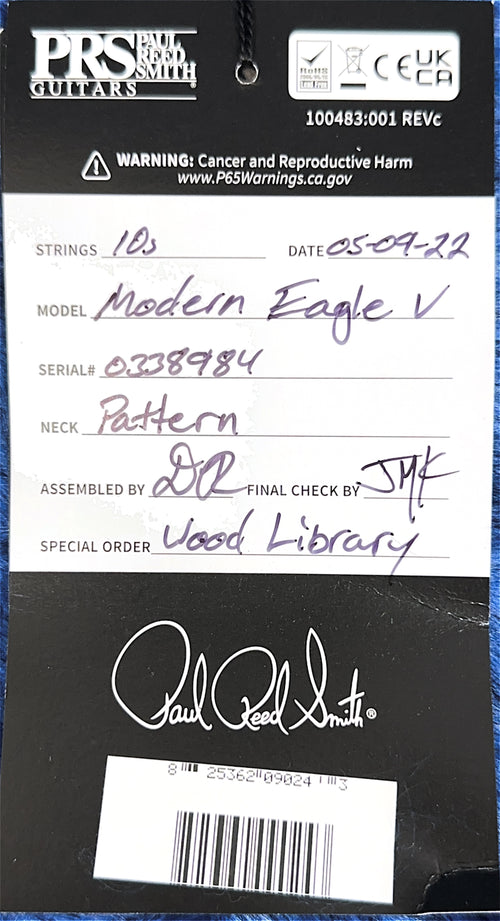 PRS PAUL REED SMITH
GUITARS®
RoHS
CE UK CA
100483:001 REVc
WARNING: Cancer and Reproductive Harm
www.P65Warnings.ca.gov
STRINGS 10s DATE 05-09-22
MODEL Modern Eagle V
SERIAL# 0338984
NECK Pattern
ASSEMBLED BY DR FINAL CHECK BY JMK
SPECIAL ORDER Wood Library
Paul Reed Smith®
8 25362 09024 3